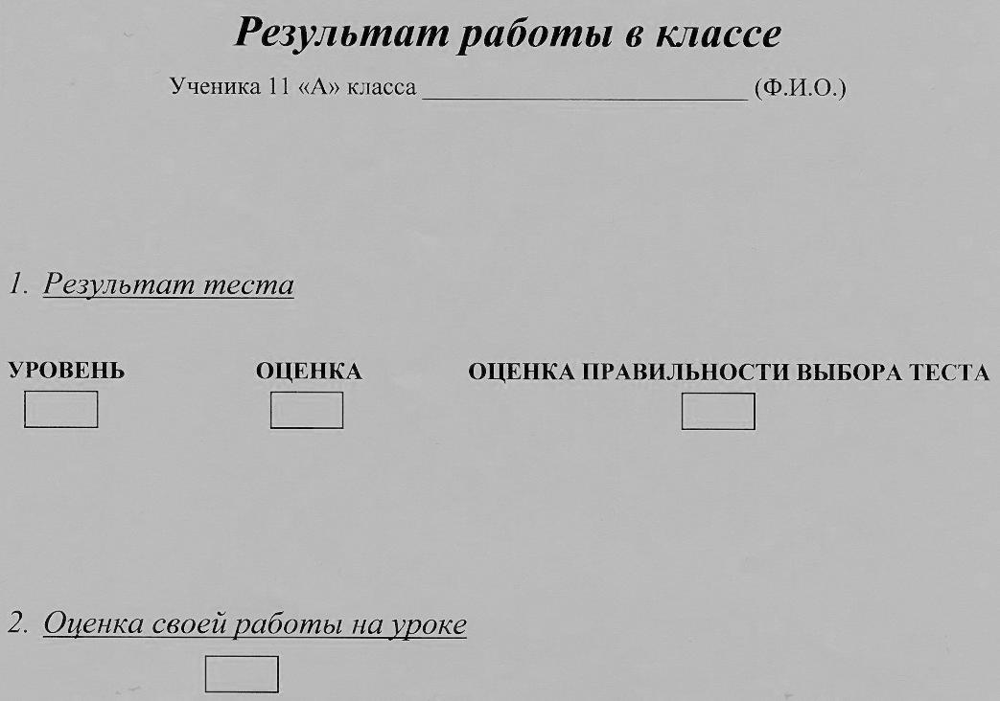 Результат работы в классе
Ученика 11 «А» класса __________________________ (Ф.И.О.)
1. Результат теста
УРОВЕНЬ ОЦЕНКА ОЦЕНКА ПРАВИЛЬНОСТИ ВЫБОРА ТЕСТА
2. Оценка своей работы на уроке